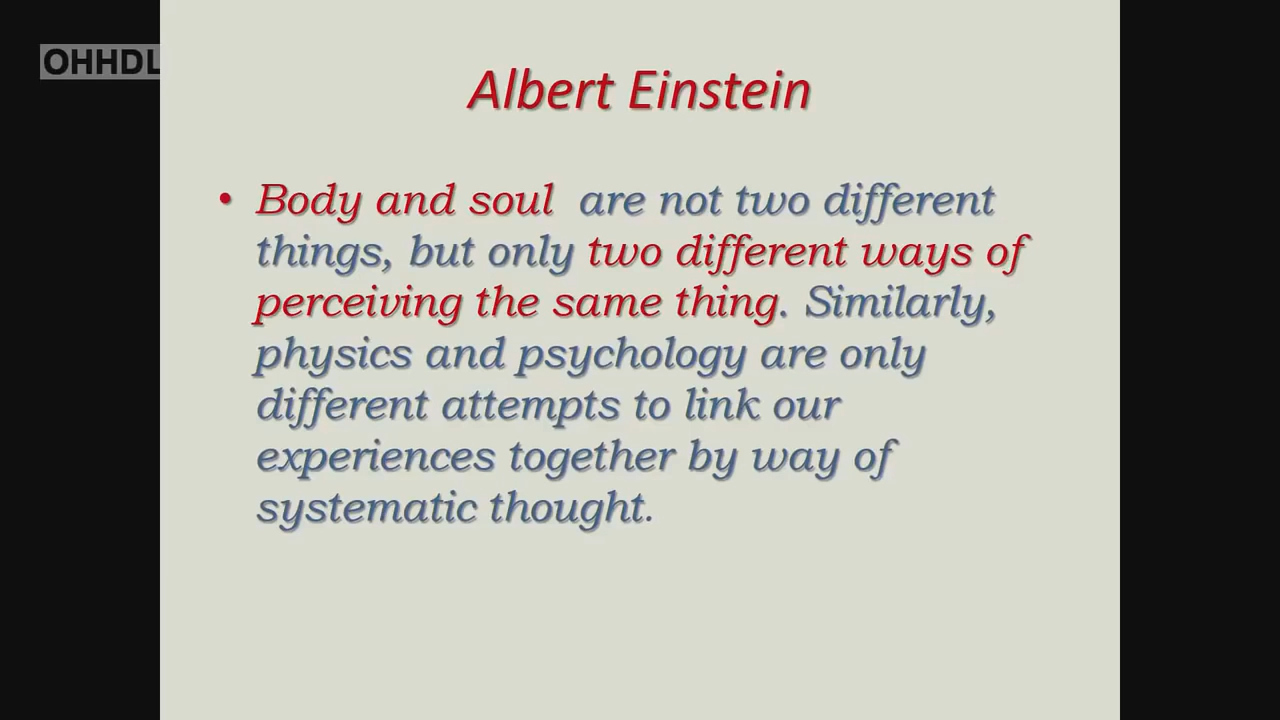 OHHDL
Albert Einstein
• Body and soul are not two different
things, but only two different ways of
perceiving the same thing. Similarly,
physics and psychology are only
different attempts to link our
experiences together by way of
systematic thought.